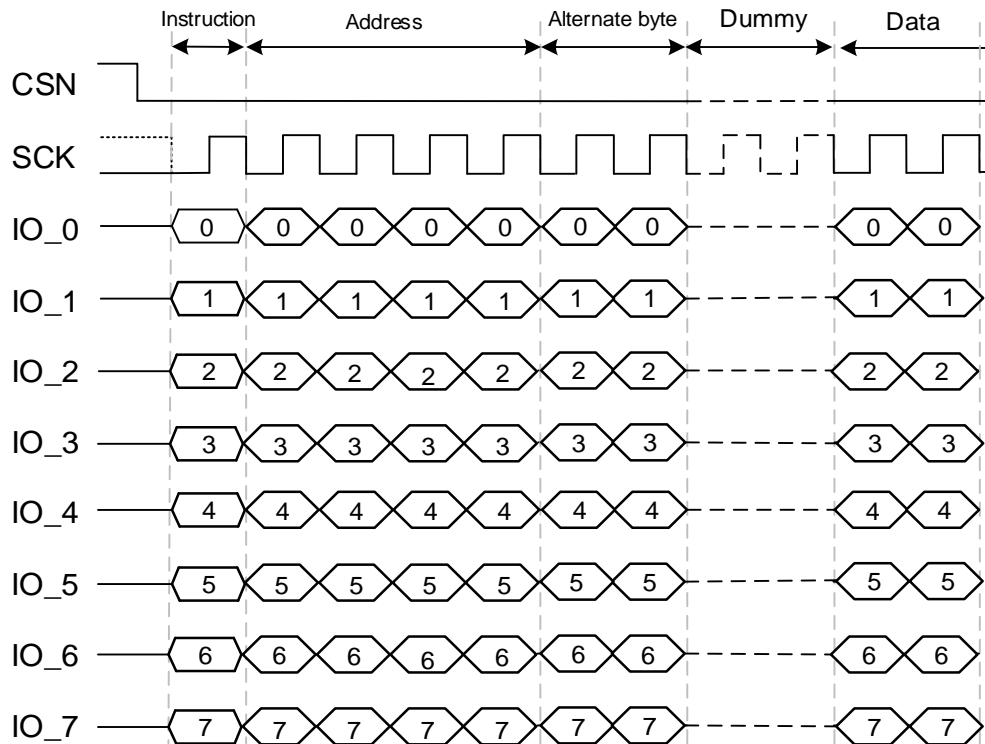 Instruction Address Alternate byte Dummy Data
CSN
SCK
IO_0 0 0 0 0 0 0 0 0 0
IO_1 1 1 1 1 1 1 1 1 1
IO_2 2 2 2 2 2 2 2 2 2
IO_3 3 3 3 3 3 3 3 3 3
IO_4 4 4 4 4 4 4 4 4 4
IO_5 5 5 5 5 5 5 5 5 5
IO_6 6 6 6 6 6 6 6 6 6
IO_7 7 7 7 7 7 7 7 7 7